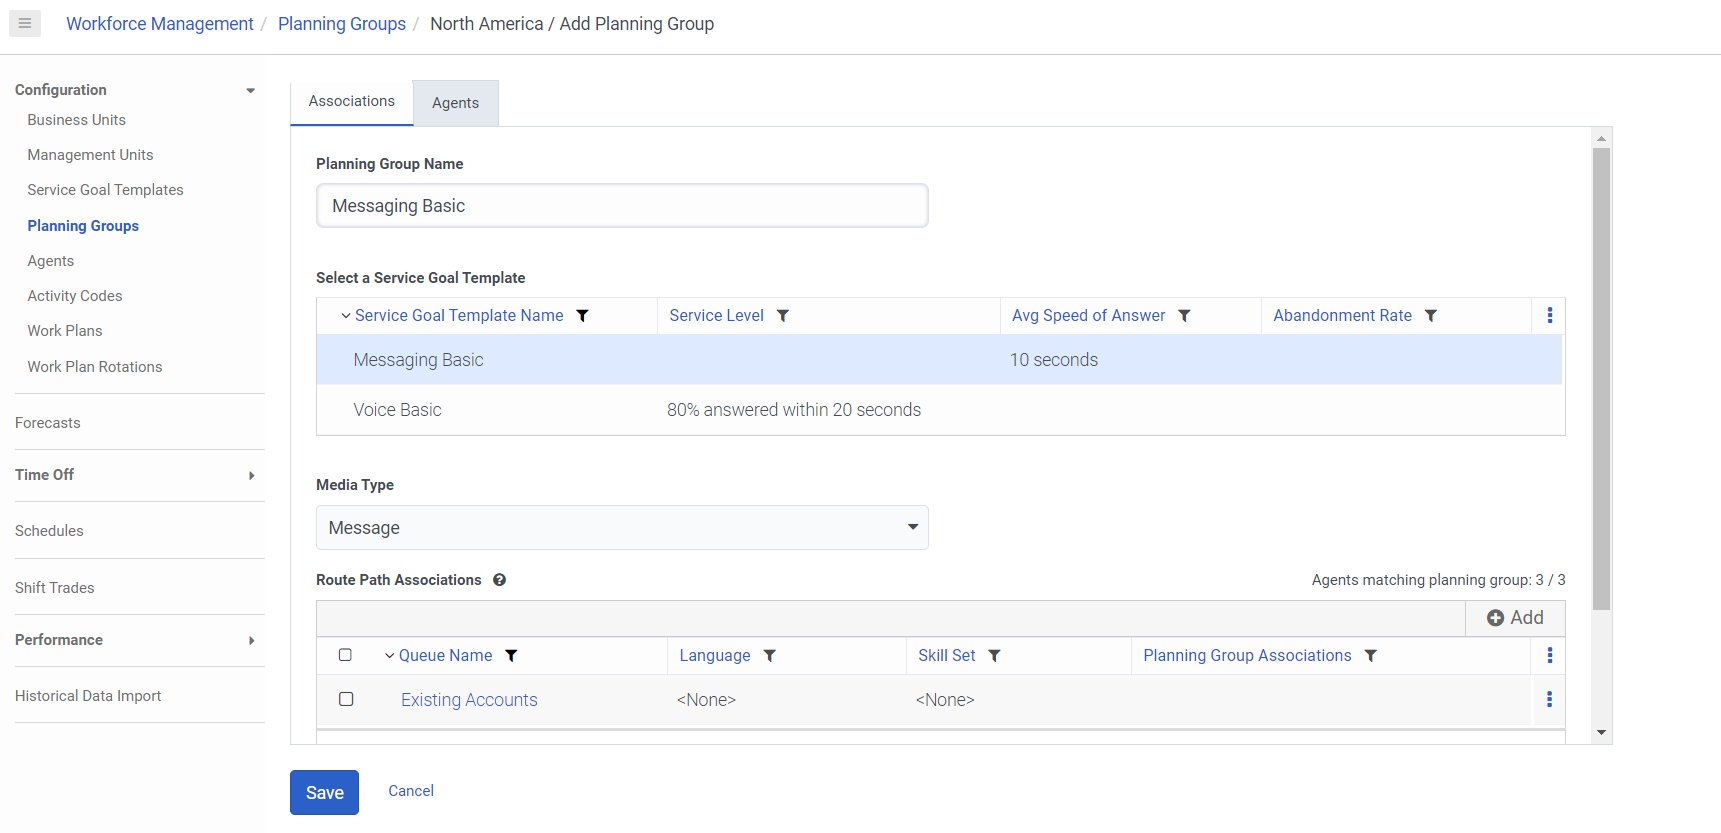 Workforce Management / Planning Groups / North America / Add Planning Group
Configuration
Business Units
Management Units
Service Goal Templates
Planning Groups
Agents
Activity Codes
Work Plans
Work Plan Rotations
Forecasts
Time Off
Schedules
Shift Trades
Performance
Historical Data Import
Associations
Agents
Planning Group Name
Messaging Basic
Select a Service Goal Template
Service Goal Template Name Service Level Avg Speed of Answer Abandonment Rate
Messaging Basic 10 seconds
Voice Basic 80% answered within 20 seconds
Media Type
Message
Route Path Associations ? Agents matching planning group: 3 / 3
Add
Queue Name Language Skill Set Planning Group Associations
Existing Accounts <None> <None>
Save Cancel